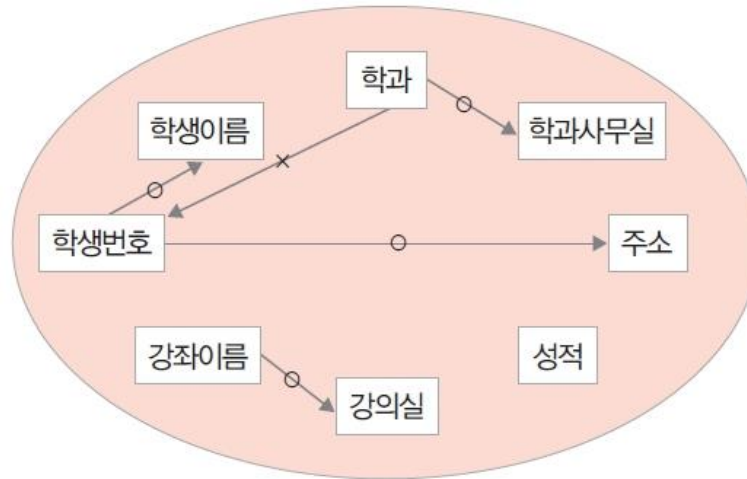 학과
학생이름
학과사무실
학생번호
주소
강좌이름
성적
강의실